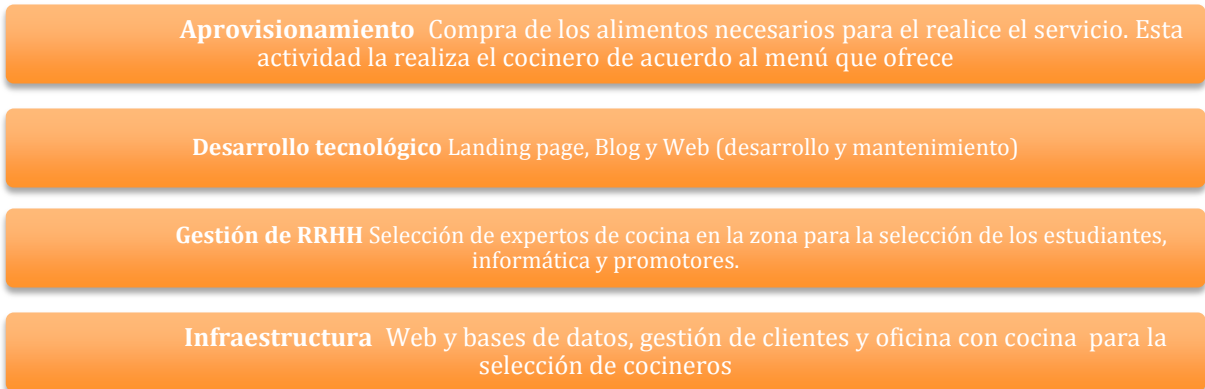 Aprovisionamiento Compra de los alimentos necesarios para el realice el servicio. Esta
actividad la realiza el cocinero de acuerdo al menú que ofrece
Desarrollo tecnológico Landing page, Blog y Web (desarrollo y mantenimiento)
Gestión de RRHH Selección de expertos de cocina en la zona para la selección de los estudiantes,
informática y promotores.
Infraestructura Web y bases de datos, gestión de clientes y oficina con cocina para la
selección de cocineros